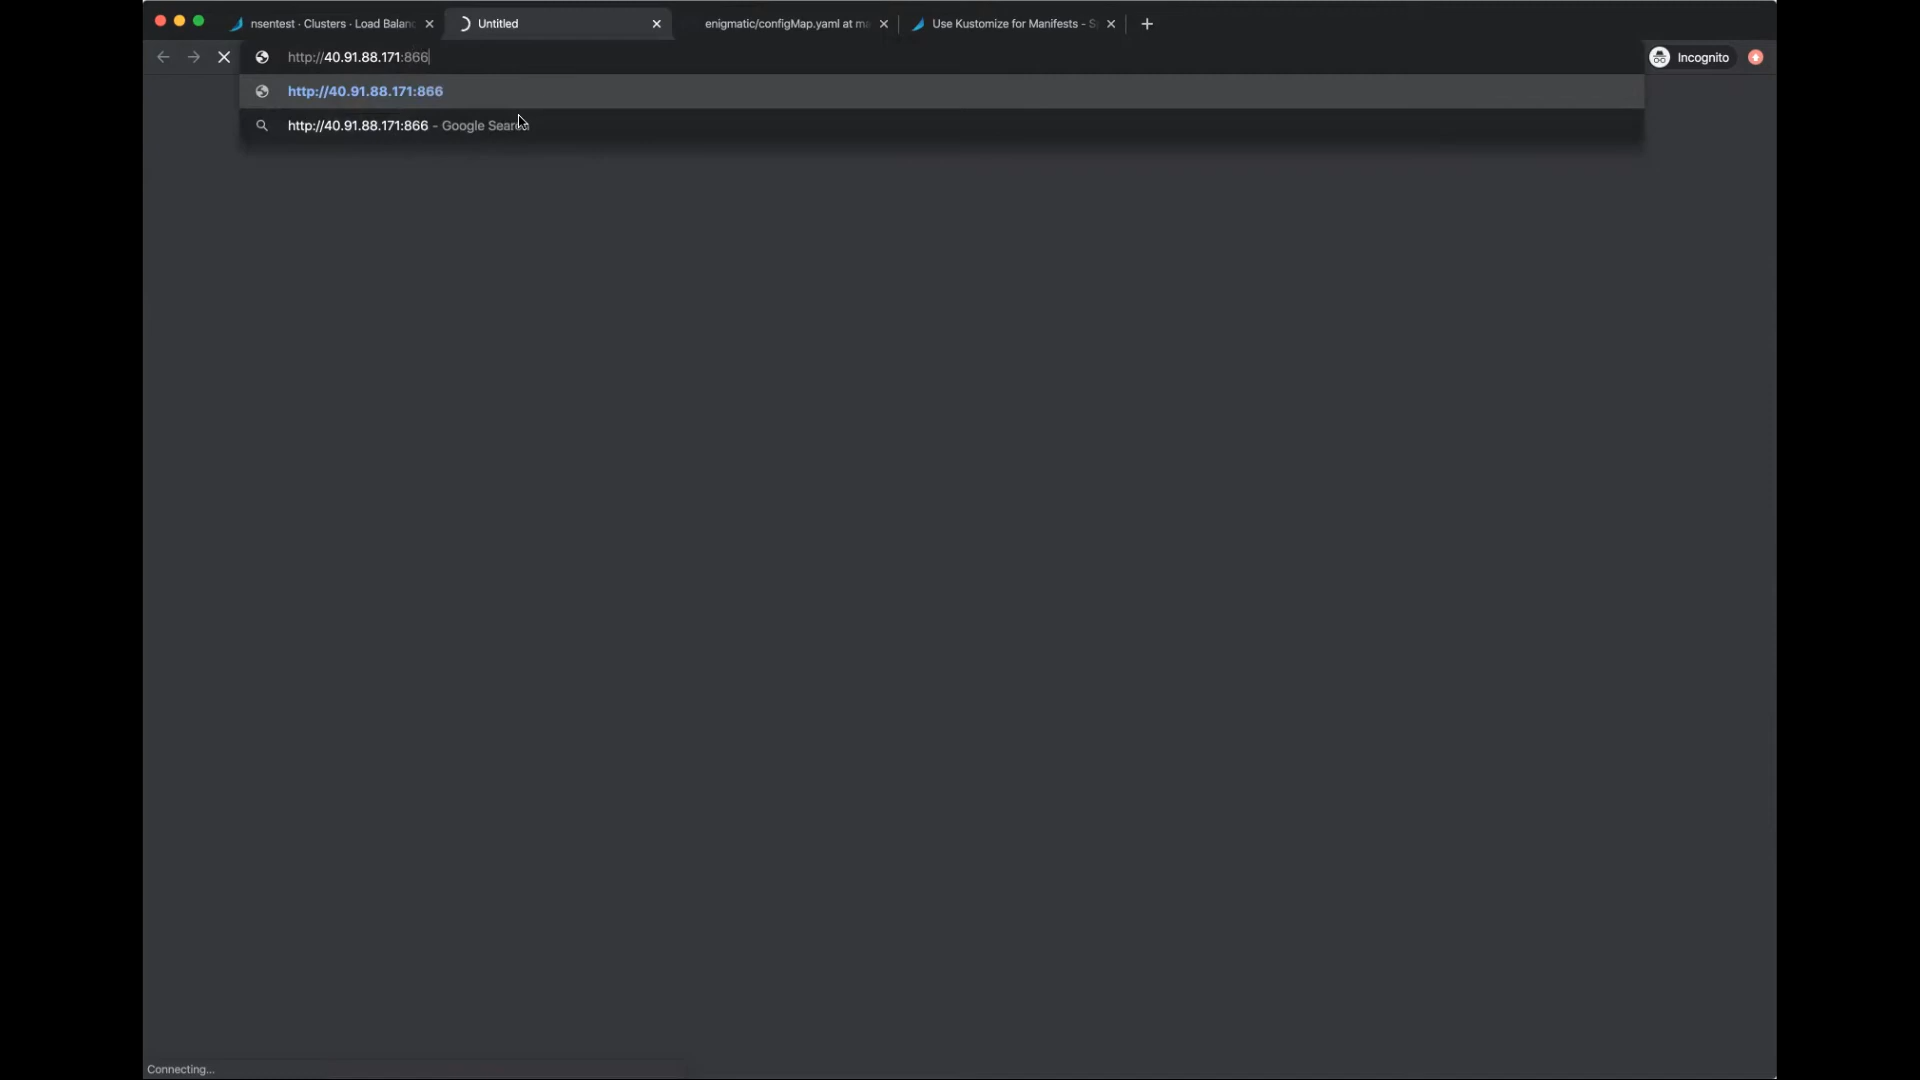 nsentest · Clusters · Load Balanc
Untitled
enigmatic/configMap.yaml at ma
Use Kustomize for Manifests - S
http://40.91.88.171:866
Incognito
http://40.91.88.171:866
http://40.91.88.171:866 - Google Search
Connecting...